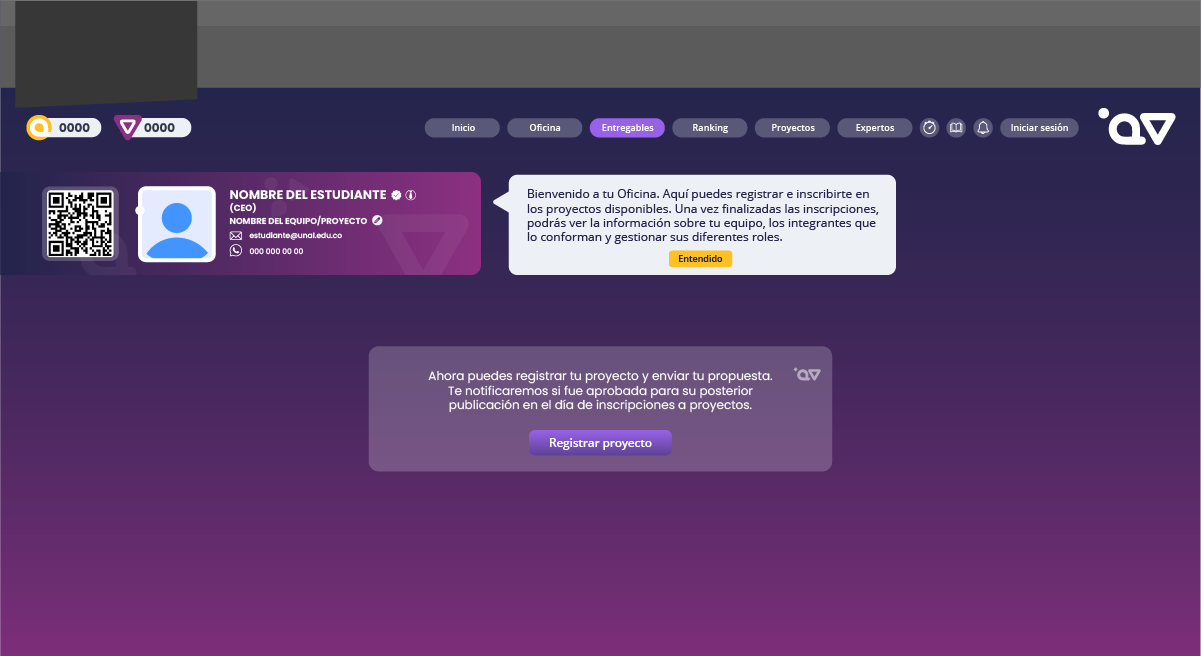 0000
0000
Inicio
Oficina
Entregables
Ranking
Proyectos
Expertos
Iniciar sesión
NOMBRE DEL ESTUDIANTE
(CEO)
NOMBRE DEL EQUIPO/PROYECTO
estudiante@unal.edu.co
000 000 00 00
Bienvenido a tu Oficina. Aquí puedes registrar e inscribirte en
los proyectos disponibles. Una vez finalizadas las inscripciones,
podrás ver la información sobre tu equipo, los integrantes que
lo conforman y gestionar sus diferentes roles.
Entendido
Ahora puedes registrar tu proyecto y enviar tu propuesta.
Te notificaremos si fue aprobada para su posterior
publicación en el día de inscripciones a proyectos.
Registrar proyecto